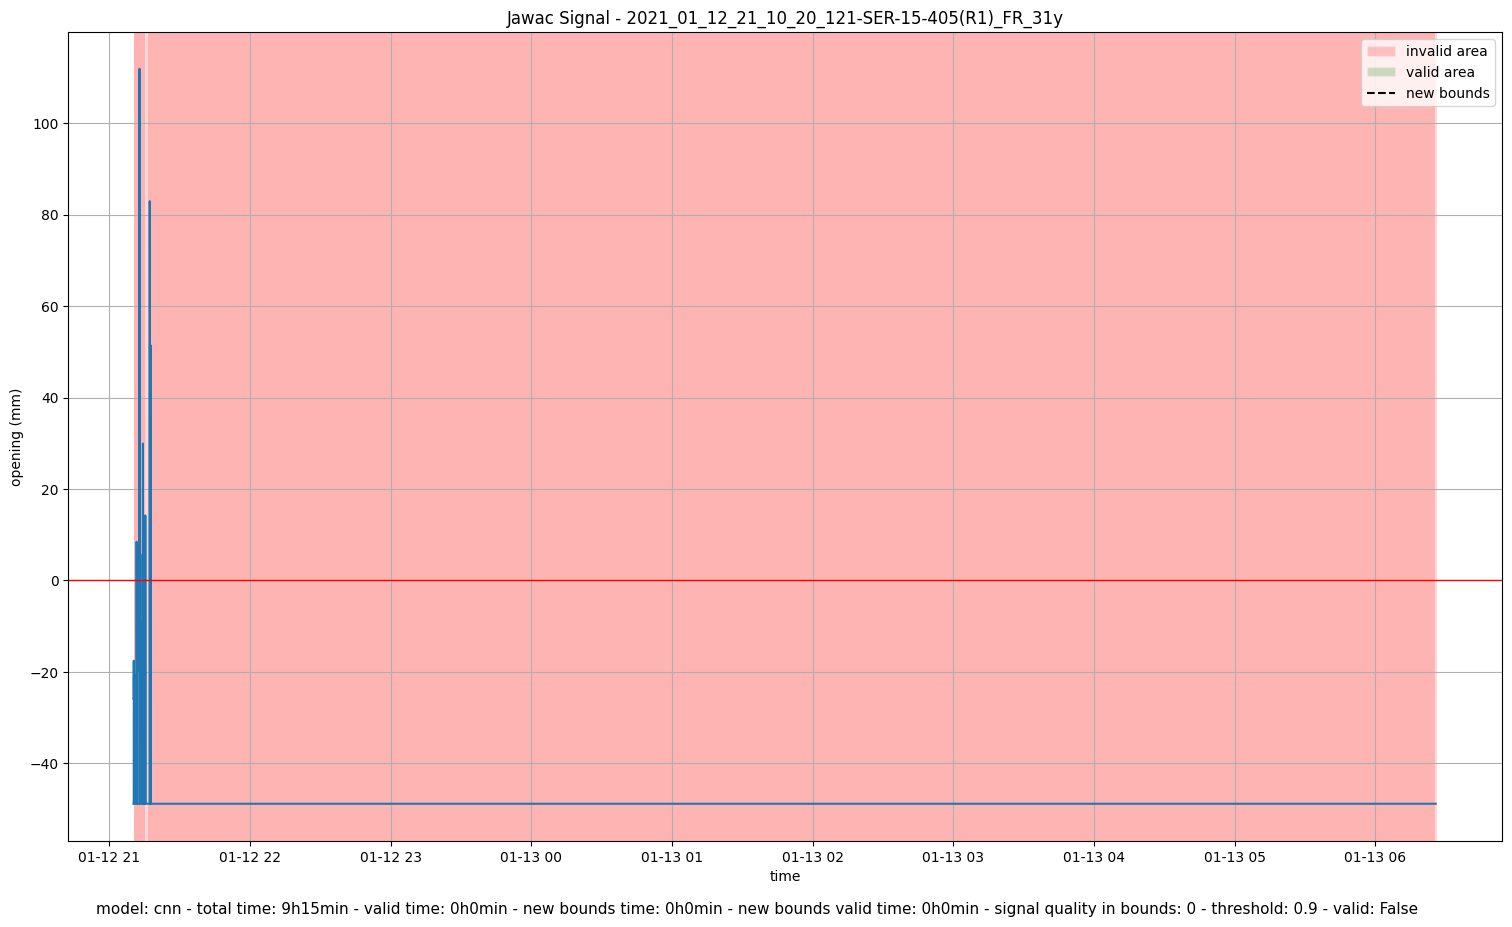 Jawac Signal - 2021_01_12_21_10_20_121-SER-15-405(R1)_FR_31y
invalid area
valid area
new bounds
100
80
60
40
20
0
−20
−40
opening (mm)
01-12 21 01-12 22 01-12 23 01-13 00 01-13 01 01-13 02 01-13 03 01-13 04 01-13 05 01-13 06
time
model: cnn - total time: 9h15min - valid time: 0h0min - new bounds time: 0h0min - new bounds valid time: 0h0min - signal quality in bounds: 0 - threshold: 0.9 - valid: False